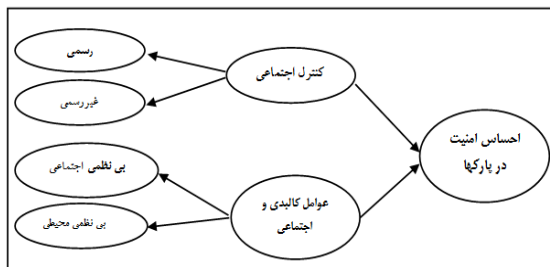 رسمی
کنترل اجتماعی
غیررسمی
احساس امنیت
در پارکها
بی نظمی اجتماعی
عوامل کالبدی و
اجتماعی
بی نظمی محیطی